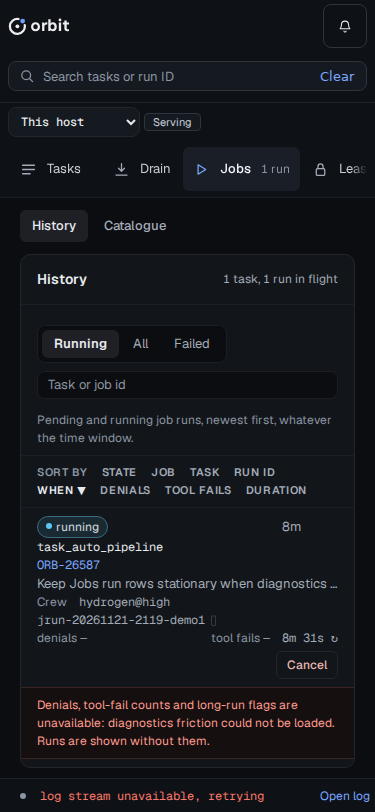 orbit
Search tasks or run ID Clear
This host Serving
Tasks Drain Jobs 1 run Leas
History Catalogue
History 1 task, 1 run in flight
Running All Failed
Task or job id
Pending and running job runs, newest first, whatever
the time window.
SORT BY STATE JOB TASK RUN ID
WHEN ▼ DENIALS TOOL FAILS DURATION
running 8m
task_auto_pipeline
ORB-26587
Keep Jobs run rows stationary when diagnostics …
Crew hydrogen@high
jrun-20261121-2119-demo1
denials — tool fails — 8m 31s ↻
Cancel
Denials, tool-fail counts and long-run flags are
unavailable: diagnostics friction could not be loaded.
Runs are shown without them.
log stream unavailable, retrying Open log